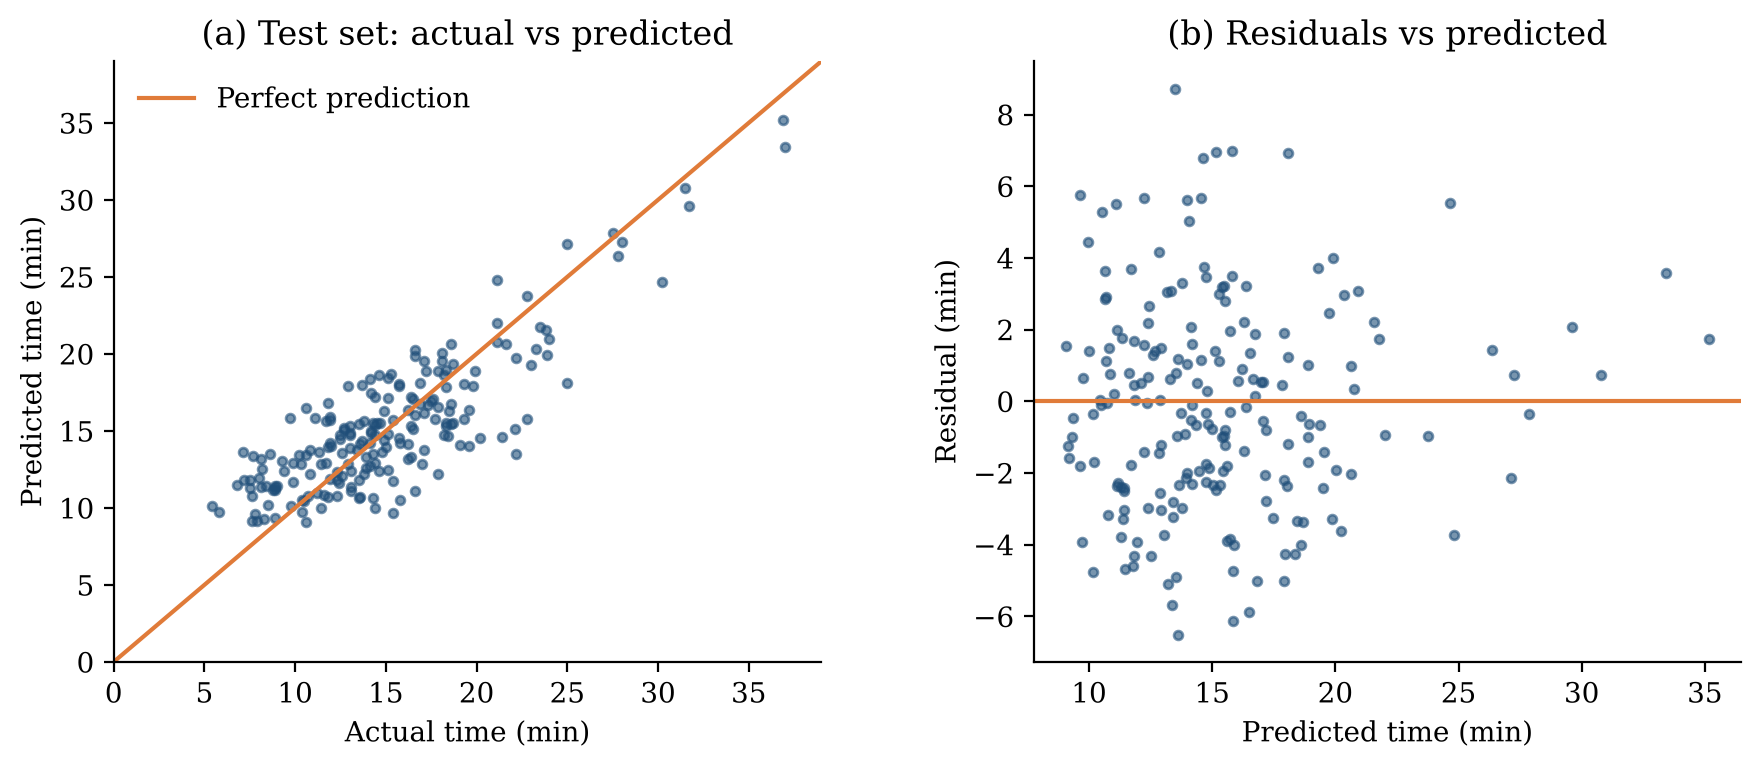 (a) Test set: actual vs predicted
Perfect prediction
Predicted time (min)
35
30
25
20
15
10
5
0
0 5 10 15 20 25 30 35
Actual time (min)
(b) Residuals vs predicted
Residual (min)
8
6
4
2
0
−2
−4
−6
10 15 20 25 30 35
Predicted time (min)